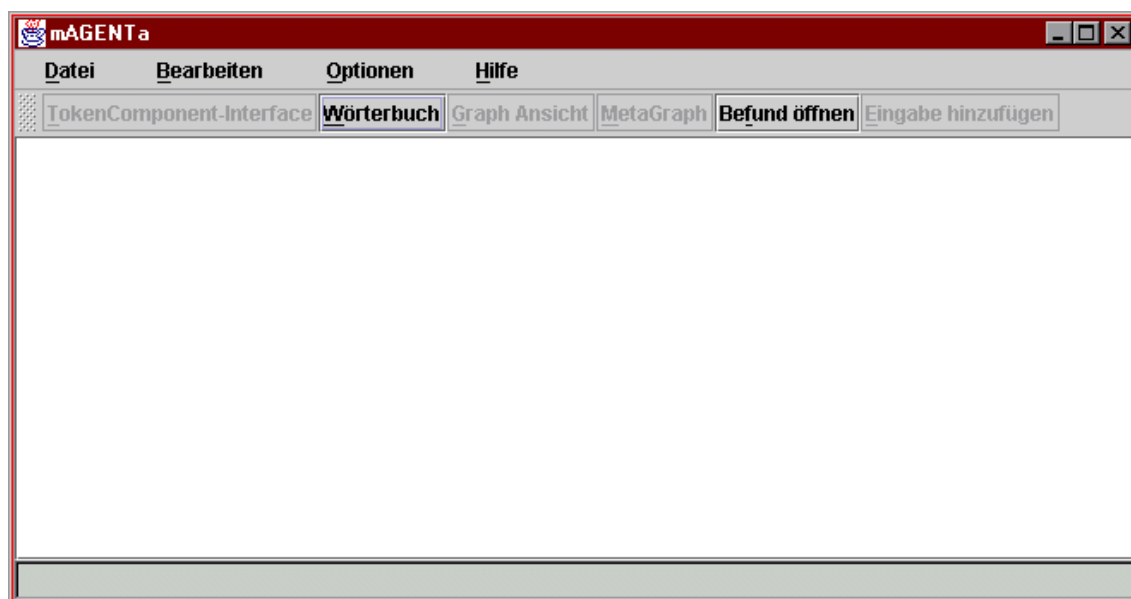 mAGENTa
Datei Bearbeiten Optionen Hilfe
TokenComponent-Interface Wörterbuch Graph Ansicht MetaGraph Befund öffnen Eingabe hinzufügen